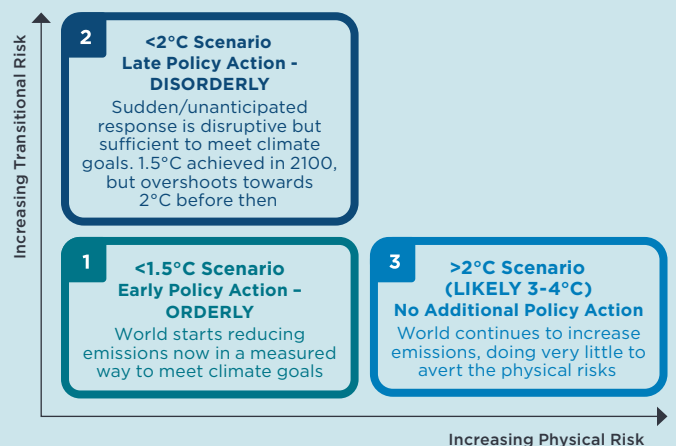 Increasing Transitional Risk
2
<2°C Scenario
Late Policy Action -
DISORDERLY
Sudden/unanticipated
response is disruptive but
sufficient to meet climate
goals. 1.5°C achieved in 2100,
but overshoots towards
2°C before then
1
<1.5°C Scenario
Early Policy Action –
ORDERLY
World starts reducing
emissions now in a measured
way to meet climate goals
3
>2°C Scenario
(LIKELY 3-4°C)
No Additional Policy Action
World continues to increase
emissions, doing very little to
avert the physical risks
Increasing Physical Risk